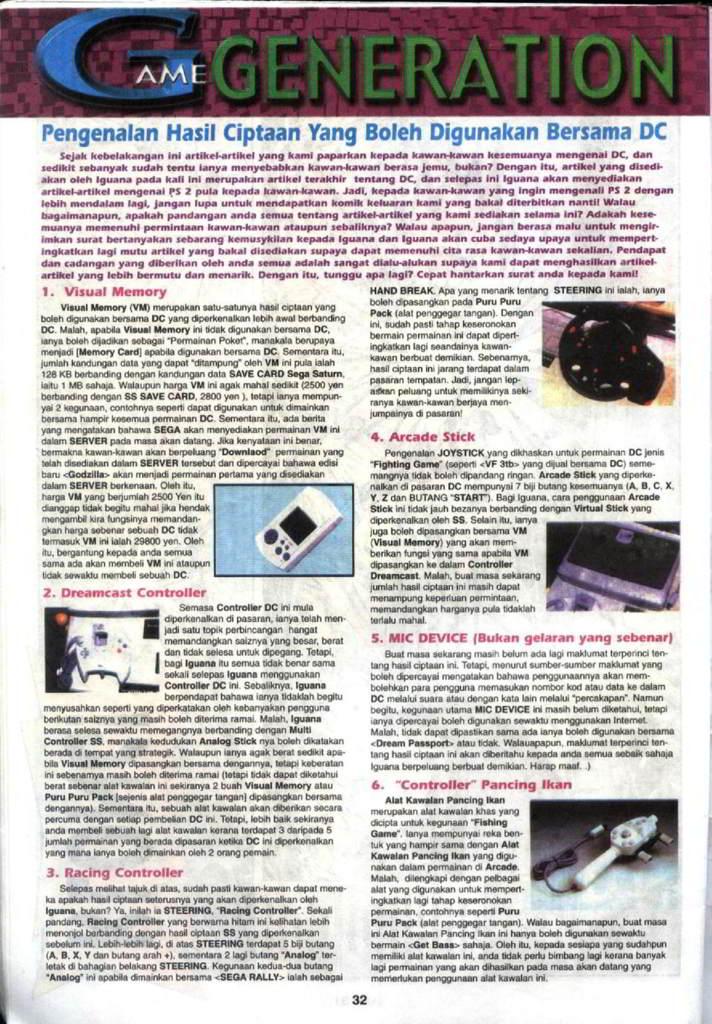 GAME GENERATION
Pengenalan Hasil Ciptaan Yang Boleh Digunakan Bersama DC
Sejak kebelakangan ini artikel-artikel yang kami paparkan kepada kawan-kawan kesemuanya mengenai DC, dan
sedikit sebanyak sudah tentu ianya menyebabkan kawan-kawan berasa jemu, bukan? Dengan itu, artikel yang disedi-
akan oleh Iguana pada kali ini merupakan artikel terakhir tentang DC, dan selepas ini Iguana akan menyediakan
artikel-artikel mengenai PS 2 pula kepada kawan-kawan. Jadi, kepada kawan-kawan yang ingin mengenali PS 2 dengan
lebih mendalam lagi, jangan lupa untuk mendapatkan komik keluaran kami yang bakal diterbitkan nanti! Walau
bagaimanapun, apakah pandangan anda semua tentang artikel-artikel yang kami sediakan selama ini? Adakah kese-
muanya memenuhi permintaan kawan-kawan ataupun sebaliknya? Walau apapun, jangan berasa malu untuk mengir-
imkan surat bertanyakan sebarang kemusykilan kepada Iguana dan Iguana akan cuba sedaya upaya untuk mempert-
ingkatkan lagi mutu artikel yang bakal disediakan supaya dapat memenuhi cita rasa kawan-kawan sekalian. Pendapat
dan cadangan yang diberikan oleh anda semua adalah sangat dialu-alukan supaya kami dapat menghasilkan artikel-
artikel yang lebih bermutu dan menarik. Dengan itu, tunggu apa lagi? Cepat hantarkan surat anda kepada kami!
1. Visual Memory
Visual Memory (VM) merupakan satu-satunya hasil ciptaan yang
boleh digunakan bersama DC yang diperkenalkan lebih awal berbanding
DC. Malah, apabila Visual Memory ini tidak digunakan bersama DC,
ianya boleh dijadikan sebagai "Permainan Poket", manakala berupaya
menjadi [Memory Card] apabila digunakan bersama DC. Sementara itu,
jumlah kandungan data yang dapat "ditampung" oleh VM ini pula ialah
128 KB berbanding dengan kandungan data SAVE CARD Sega Saturn,
iaitu 1 MB sahaja. Walaupun harga VM ini agak mahal sedikit (2500 yen
berbanding dengan SS SAVE CARD, 2800 yen ), tetapi ianya mempun-
yai 2 kegunaan, contohnya seperti dapat digunakan untuk dimainkan
bersama hampir kesemua permainan DC. Sementara itu, ada berita
yang mengatakan bahawa SEGA akan menyediakan permainan VM ini
dalam SERVER pada masa akan datang. Jika kenyataan ini benar,
bermakna kawan-kawan akan berpeluang "Downlaod" permainan yang
telah disediakan dalam SERVER tersebut dan dipercayai bahawa edisi
baru <Godzilla> akan menjadi permainan pertama yang disediakan
dalam SERVER berkenaan. Oleh itu,
harga VM yang berjumlah 2500 Yen itu
dianggap tidak begitu mahal jika hendak
mengambil kira fungsinya memandan-
gkan harga sebenar sebuah DC tidak
termasuk VM ini ialah 29800 yen. Oleh
itu, bergantung kepada anda semua
sama ada akan membeli VM ini ataupun
tidak sewaktu membeli sebuah DC.
2. Dreamcast Controller
Semasa Controller DC ini mula
diperkenalkan di pasaran, ianya telah men-
jadi satu topik perbincangan hangat
memandangkan saiznya yang besar, berat
dan tidak selesa untuk dipegang. Tetapi,
bagi Iguana itu semua tidak benar sama
sekali selepas Iguana menggunakan
Controller DC ini. Sebaliknya, Iguana
berpendapat bahawa ianya tidaklah begitu
menyusahkan seperti yang diperkatakan oleh kebanyakan pengguna
berikutan saiznya yang masih boleh diterima ramai. Malah, Iguana
berasa selesa sewaktu memegangnya berbanding dengan Multi
Controller SS, manakala kedudukan Analog Stick nya boleh dikatakan
berada di tempat yang strategik. Walaupun ianya agak berat sedikit apa-
bila Visual Memory dipasangkan bersama dengannya, tetapi keberatan
ini sebenarnya masih boleh diterima ramai (tetapi tidak dapat diketahui
berat sebenar alat kawalan ini sekiranya 2 buah Visual Memory atau
Puru Puru Pack [sejenis alat penggegar tangan] dipasangkan bersama
dengannya). Sementara itu, sebuah alat kawalan akan diberikan secara
percuma dengan setiap pembelian DC ini. Tetapi, lebih baik sekiranya
anda membeli sebuah lagi alat kawalan kerana terdapat 3 daripada 5
jumlah permainan yang berada dipasaran ketika DC ini diperkenalkan
yang mana ianya boleh dimainkan oleh 2 orang pemain.
3. Racing Controller
Selepas melihat tajuk di atas, sudah pasti kawan-kawan dapat mene-
ka apakah hasil ciptaan seterusnya yang akan diperkenalkan oleh
Iguana, bukan? Ya, inilah ia STEERING, "Racing Controller". Sekali
pandang, Racing Controller yang berwarna hitam ini kelihatan lebih
menonjol berbanding dengan hasil ciptaan SS yang diperkenalkan
sebelum ini. Lebih-lebih lagi, di atas STEERING terdapat 5 biji butang
(A, B, X, Y dan butang arah +), sementara 2 lagi butang "Analog" ter-
letak di bahagian belakang STEERING. Kegunaan kedua-dua butang
"Analog" ini apabila dimainkan bersama <SEGA RALLY> ialah sebagai
HAND BREAK. Apa yang menarik tentang STEERING ini ialah, ianya
boleh dipasangkan pada Puru Puru
Pack (alat penggegar tangan). Dengan
ini, sudah pasti tahap keseronokan
bermain permainan ini dapat dipert-
ingkatkan lagi seandainya kawan-
kawan berbuat demikian. Sebenarnya,
hasil ciptaan ini jarang terdapat dalam
pasaran tempatan. Jadi, jangan lep-
askan peluang untuk memilikinya seki-
ranya kawan-kawan berjaya men-
jumpainya di pasaran!
4. Arcade Stick
Pengenalan JOYSTICK yang dikhaskan untuk permainan DC jenis
"Fighting Game" (seperti <VF 3tb> yang dijual bersama DC) seme-
mangnya tidak boleh dipandang ringan. Arcade Stick yang diperke-
nalkan di pasaran DC mempunyai 7 biji butang kesemuanya (A, B, C, X,
Y, Z dan BUTANG "START"). Bagi Iguana, cara penggunaan Arcade
Stick ini tidak jauh bezanya berbanding dengan Virtual Stick yang
diperkenalkan oleh SS. Selain itu, ianya
juga boleh dipasangkan bersama VM
(Visual Memory) yang akan mem-
berikan fungsi yang sama apabila VM
dipasangkan ke dalam Controller
Dreamcast. Malah, buat masa sekarang
jumlah hasil ciptaan ini masih dapat
menampung keperluan permintaan,
memandangkan harganya pula tidaklah
terlalu mahal.
5. MIC DEVICE (Bukan gelaran yang sebenar)
Buat masa sekarang masih belum ada lagi maklumat terperinci ten-
tang hasil ciptaan ini. Tetapi, menurut sumber-sumber maklumat yang
boleh dipercayai mengatakan bahawa penggunaannya akan mem-
bolehkan para pengguna memasukan nombor kod atau data ke dalam
DC melalui suara atau dengan kata lain melalui "percakapan". Namun
begitu, kegunaan utama MIC DEVICE ini masih belum diketahui, tetapi
ianya dipercayai boleh digunakan sewaktu menggunakan Internet.
Malah, tidak dapat dipastikan sama ada ianya boleh digunakan bersama
<Dream Passport> atau tidak. Walauapapun, maklumat terperinci ten-
tang hasil ciptaan ini akan diberitahu kepada anda semua sebaik sahaja
Iguana berpeluang berbuat demikian. Harap maaf. .)
6. "Controller" Pancing Ikan
Alat Kawalan Pancing Ikan
merupakan alat kawalan khas yang
dicipta untuk kegunaan "Fishing
Game". Ianya mempunyai reka ben-
tuk yang hampir sama dengan Alat
Kawalan Pancing Ikan yang digu-
nakan dalam permainan di Arcade.
Malah, dilengkapi dengan pelbagai
alat yang digunakan untuk mempert-
ingkatkan lagi tahap keseronokan
permainan, contohnya seperti Puru
Puru Pack (alat penggegar tangan). Walau bagaimanapun, buat masa
ini Alat Kawalan Pancing Ikan ini hanya boleh digunakan sewaktu
bermain <Get Bass> sahaja. Oleh itu, kepada sesiapa yang sudahpun
memiliki alat kawalan ini, anda tidak perlu bimbang lagi kerana banyak
lagi permainan yang akan dihasilkan pada masa akan datang yang
memerlukan penggunaan alat kawalan ini.
32